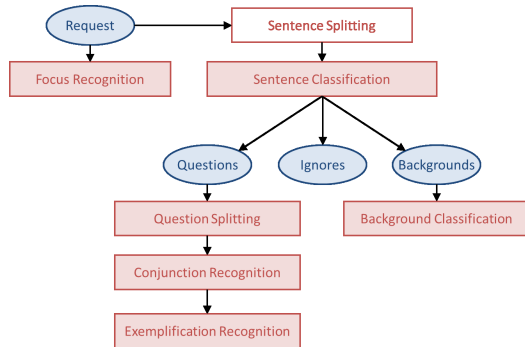 Request
Sentence Splitting
Focus Recognition
Sentence Classification
Questions
Ignores
Backgrounds
Question Splitting
Background Classification
Conjunction Recognition
Exemplification Recognition